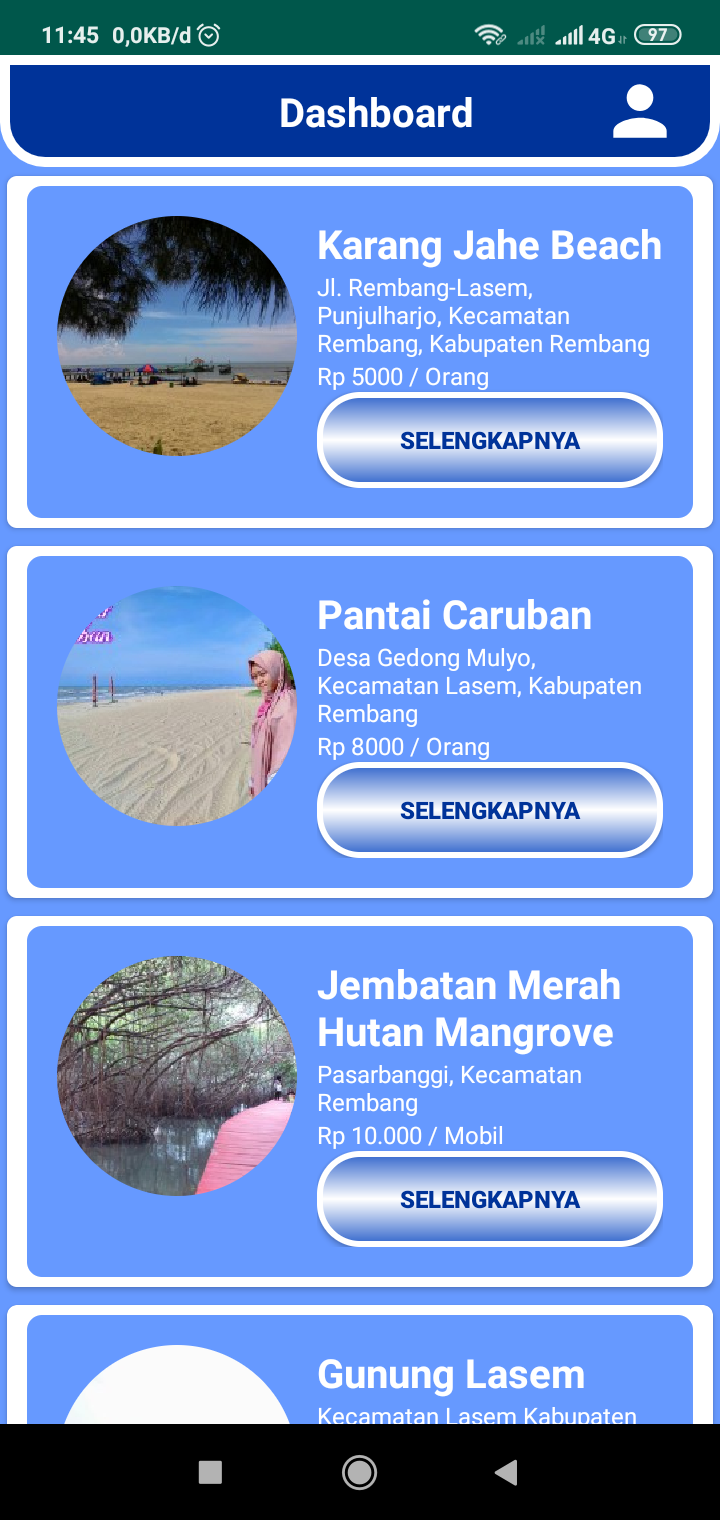 11:45 0,0KB/d 4G 97
Dashboard
Karang Jahe Beach
Jl. Rembang-Lasem,
Punjulharjo, Kecamatan
Rembang, Kabupaten Rembang
Rp 5000 / Orang
SELENGKAPNYA
Pantai Caruban
Desa Gedong Mulyo,
Kecamatan Lasem, Kabupaten
Rembang
Rp 8000 / Orang
SELENGKAPNYA
Jembatan Merah
Hutan Mangrove
Pasarbanggi, Kecamatan
Rembang
Rp 10.000 / Mobil
SELENGKAPNYA
Gunung Lasem
Kecamatan Lasem Kabupaten